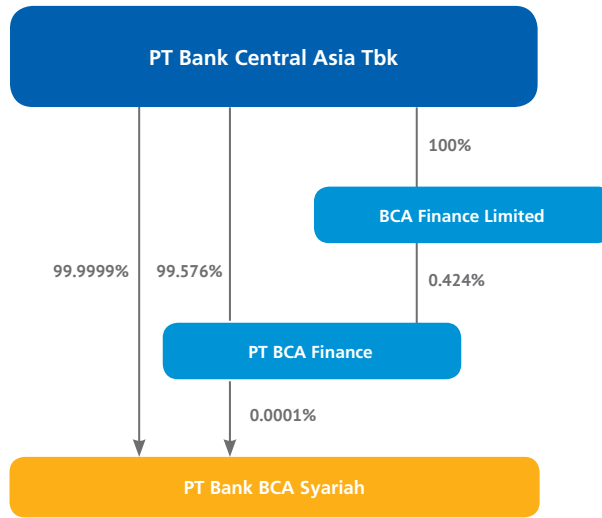 PT Bank Central Asia Tbk
100%
BCA Finance Limited
99.9999%
99.576%
0.424%
PT BCA Finance
0.0001%
PT Bank BCA Syariah